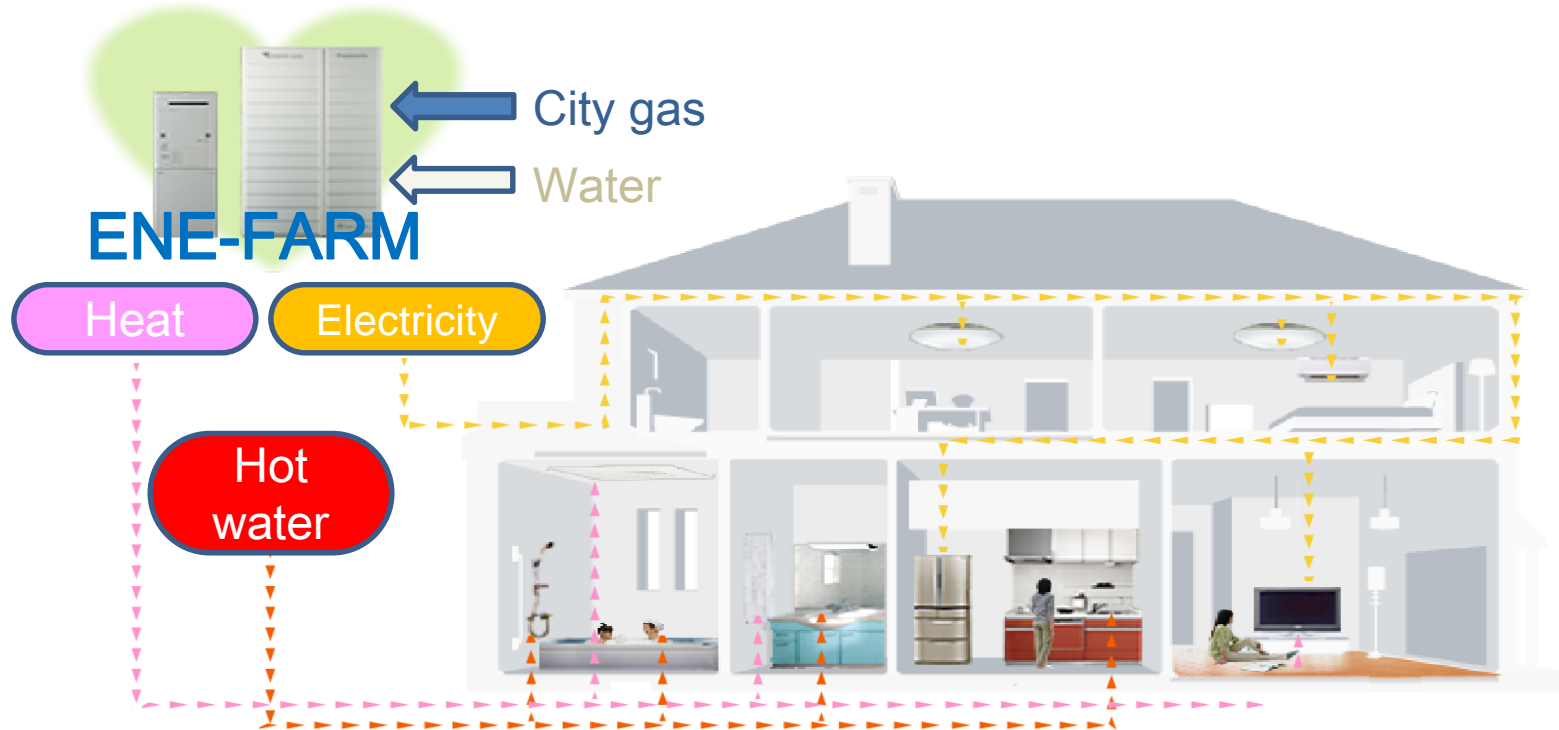 City gas
Water
ENE-FARM
Heat
Electricity
Hot
water